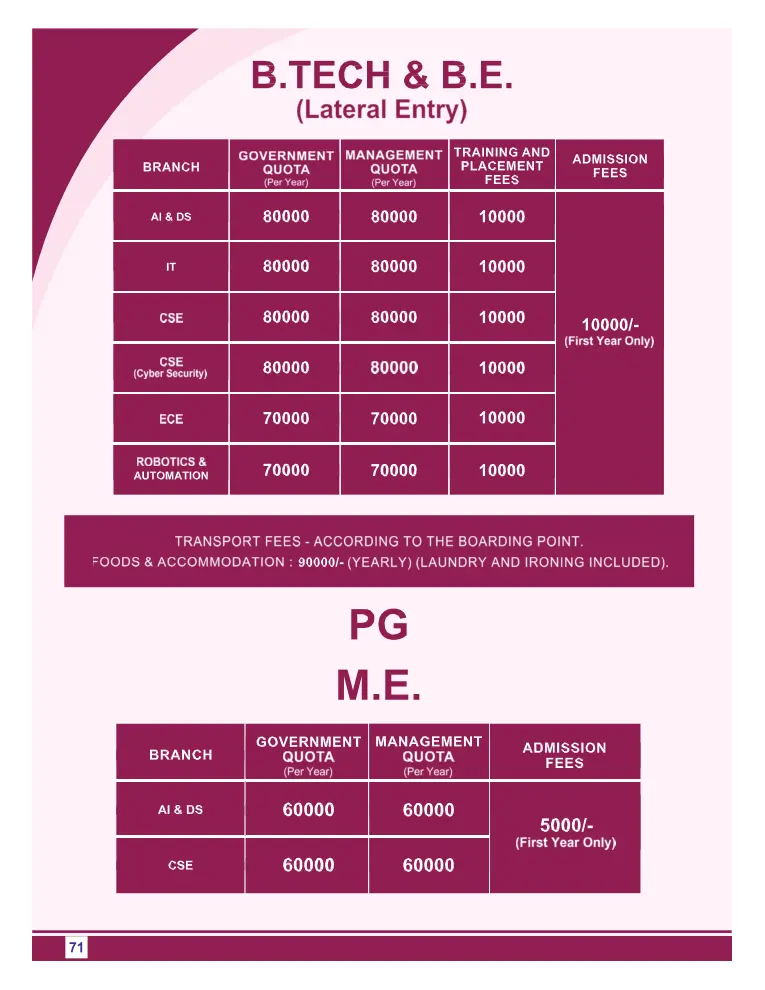 B.TECH & B.E.
(Lateral Entry)
BRANCH
GOVERNMENT
QUOTA
(Per Year)
MANAGEMENT
QUOTA
(Per Year)
TRAINING AND
PLACEMENT
FEES
ADMISSION
FEES
AI & DS
80000
80000
10000
IT
80000
80000
10000
CSE
80000
80000
10000
10000/-
(First Year Only)
CSE
(Cyber Security)
80000
80000
10000
ECE
70000
70000
10000
ROBOTICS &
AUTOMATION
70000
70000
10000
TRANSPORT FEES - ACCORDING TO THE BOARDING POINT.
FOODS & ACCOMMODATION : 90000/- (YEARLY) (LAUNDRY AND IRONING INCLUDED).
PG
M.E.
BRANCH
GOVERNMENT
QUOTA
(Per Year)
MANAGEMENT
QUOTA
(Per Year)
ADMISSION
FEES
AI & DS
60000
60000
5000/-
(First Year Only)
CSE
60000
60000
71